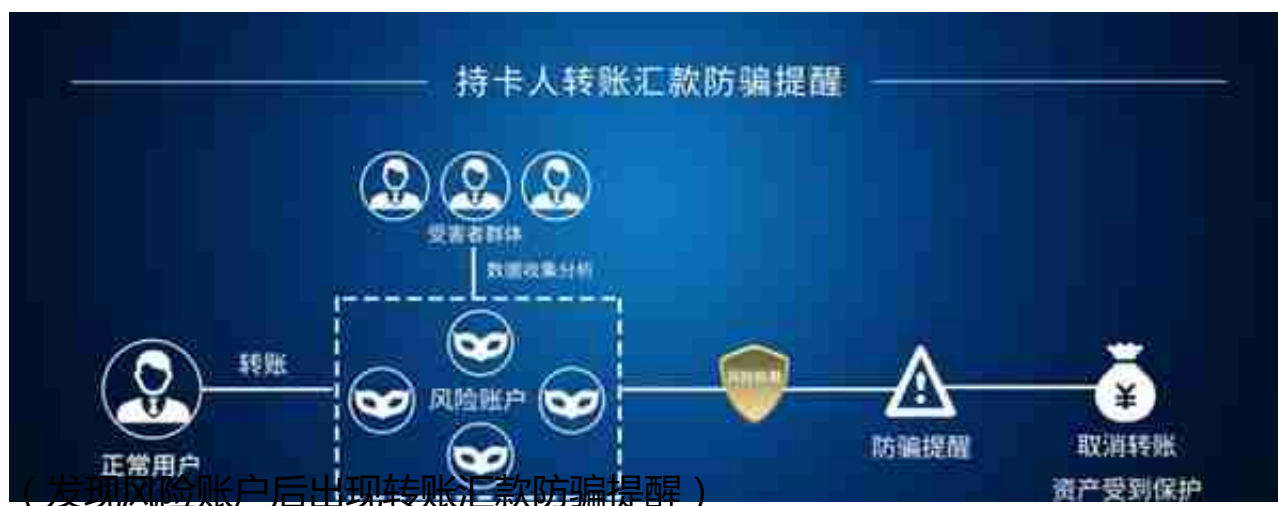 持卡人转账汇款防骗提醒
受害者群体
数据收集分析
转账
风险账户
正常用户
防骗提醒
取消转账
资产受到保护
（发现风险账户后出现转账汇款防骗提醒）